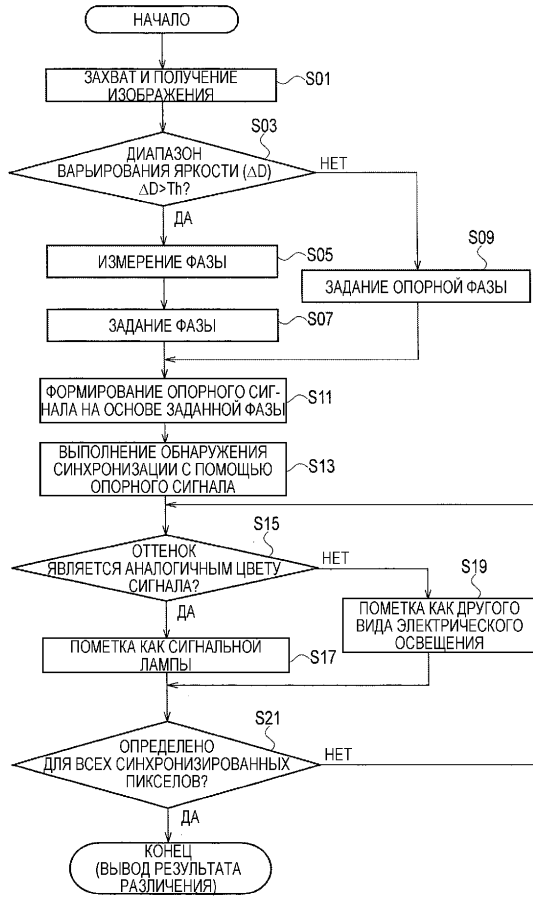 НАЧАЛО
ЗАХВАТ И ПОЛУЧЕНИЕ
ИЗОБРАЖЕНИЯ
S01
S03
ДИАПАЗОН
ВАРЬИРОВАНИЯ ЯРКОСТИ (ΔD)
ΔD>Th?
НЕТ
ДА
ИЗМЕРЕНИЕ ФАЗЫ
S05
S09
ЗАДАНИЕ ОПОРНОЙ ФАЗЫ
ЗАДАНИЕ ФАЗЫ
S07
ФОРМИРОВАНИЕ ОПОРНОГО СИГ-
НАЛА НА ОСНОВЕ ЗАДАННОЙ ФАЗЫ
S11
ВЫПОЛНЕНИЕ ОБНАРУЖЕНИЯ
СИНХРОНИЗАЦИИ С ПОМОЩЬЮ
ОПОРНОГО СИГНАЛА
S13
S15
ОТТЕНОК
ЯВЛЯЕТСЯ АНАЛОГИЧНЫМ ЦВЕТУ
СИГНАЛА?
НЕТ
ДА
S19
ПОМЕТКА КАК ДРУГОГО
ВИДА ЭЛЕКТРИЧЕСКОГО
ОСВЕЩЕНИЯ
ПОМЕТКА КАК СИГНАЛЬНОЙ
ЛАМПЫ
S17
S21
ОПРЕДЕЛЕНО
ДЛЯ ВСЕХ СИНХРОНИЗИРОВАННЫХ
ПИКСЕЛОВ?
НЕТ
ДА
КОНЕЦ
(ВЫВОД РЕЗУЛЬТАТА
РАЗЛИЧЕНИЯ)